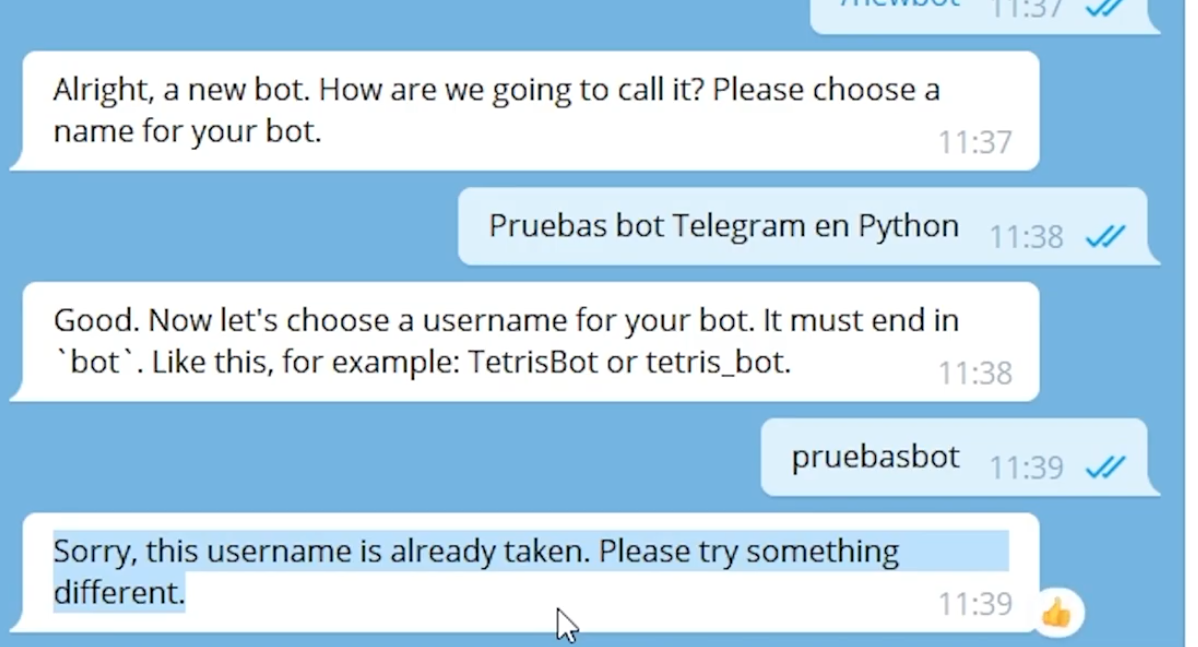 /newbot 11:37
Alright, a new bot. How are we going to call it? Please choose a
name for your bot.
11:37
Pruebas bot Telegram en Python 11:38
Good. Now let's choose a username for your bot. It must end in
`bot`. Like this, for example: TetrisBot or tetris_bot.
11:38
pruebasbot 11:39
Sorry, this username is already taken. Please try something
different.
11:39